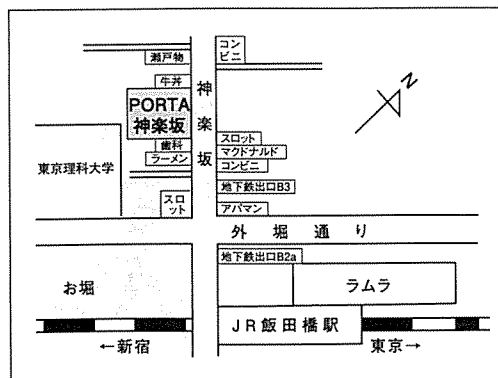 コン
ビニ
瀬戸物
牛丼
PORTA
神楽坂
神楽坂
N
歯科
ラーメン
東京理科大学
スロット
マクドナルド
コンビニ
地下鉄出口B3
スロ
ット
アパマン
外堀通り
地下鉄出口B2a
お堀
ラムラ
JR飯田橋駅
←新宿
東京→